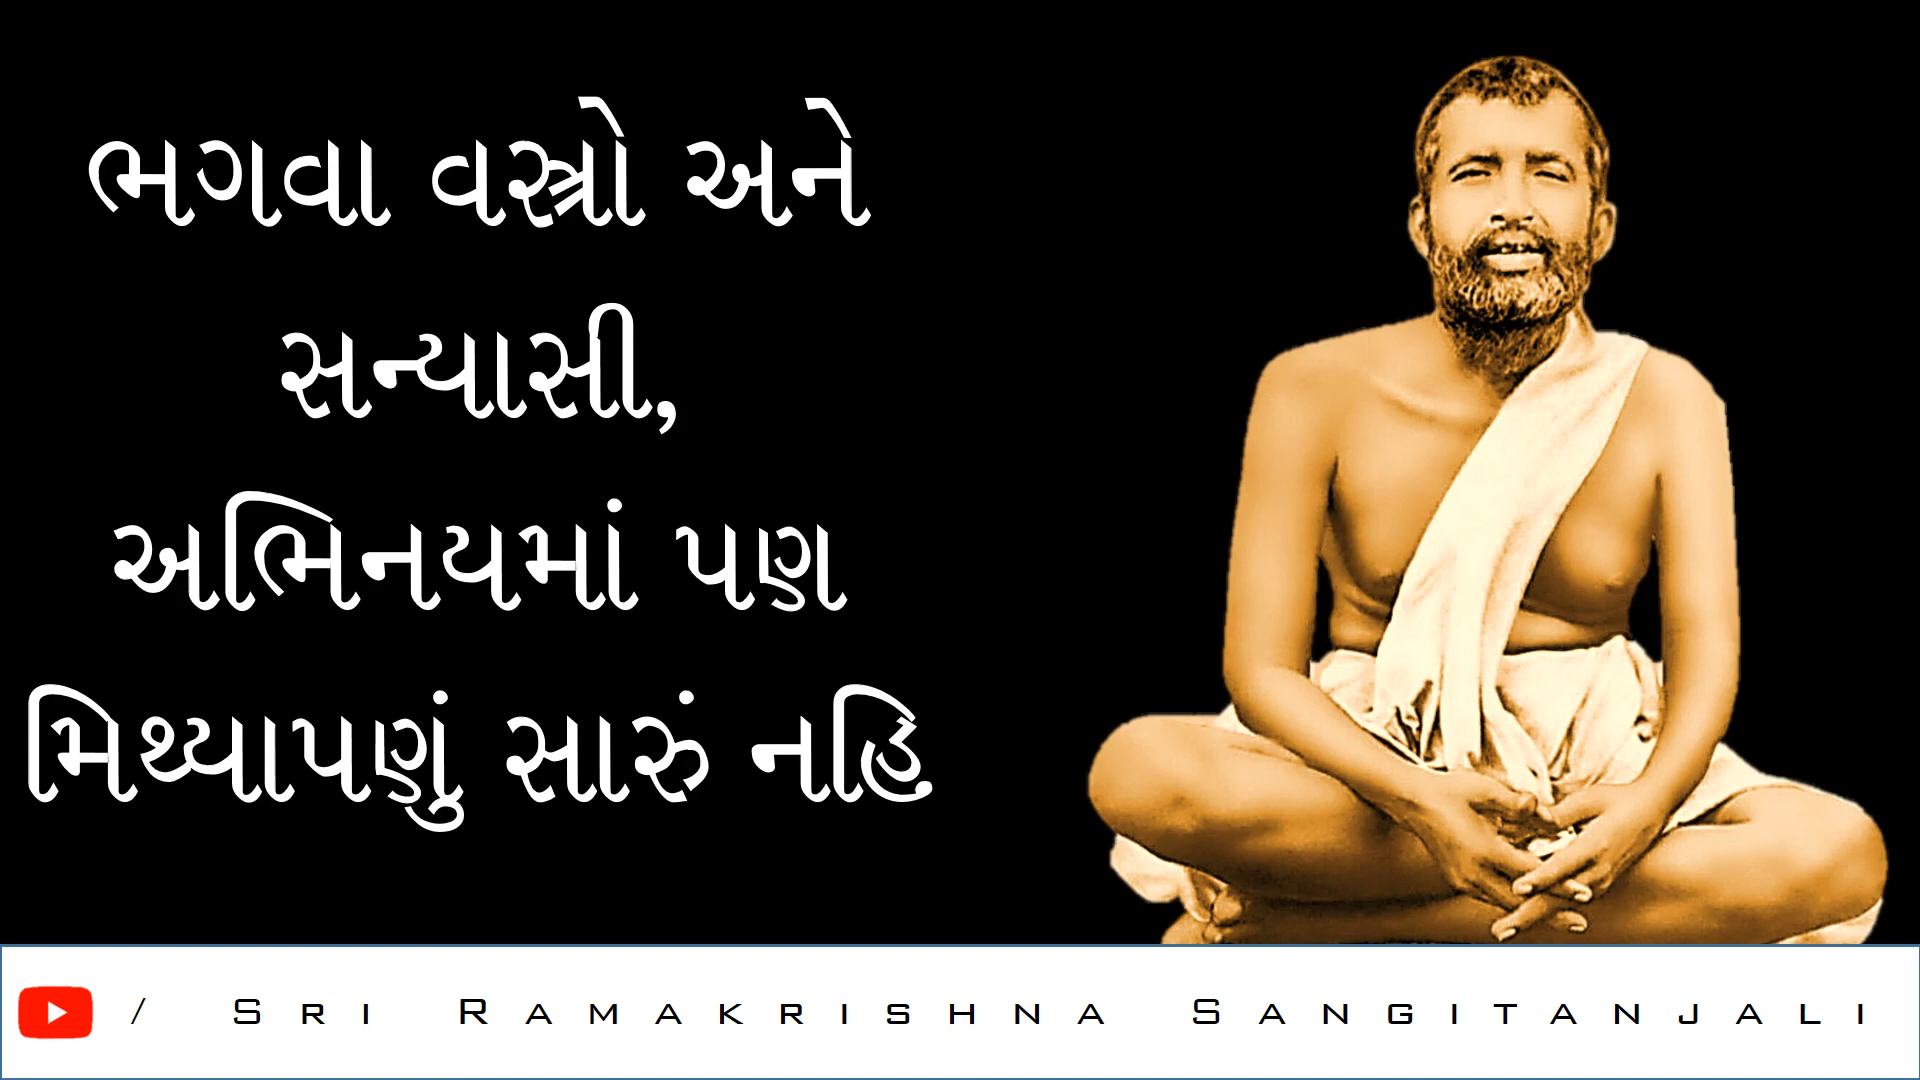 ભગવા વસ્ત્રો અને
સન્યાસી,
અભિનયમાં પણ
મિથ્યાપણું સારું નહિ
/ Sri Ramakrishna Sangitanjali